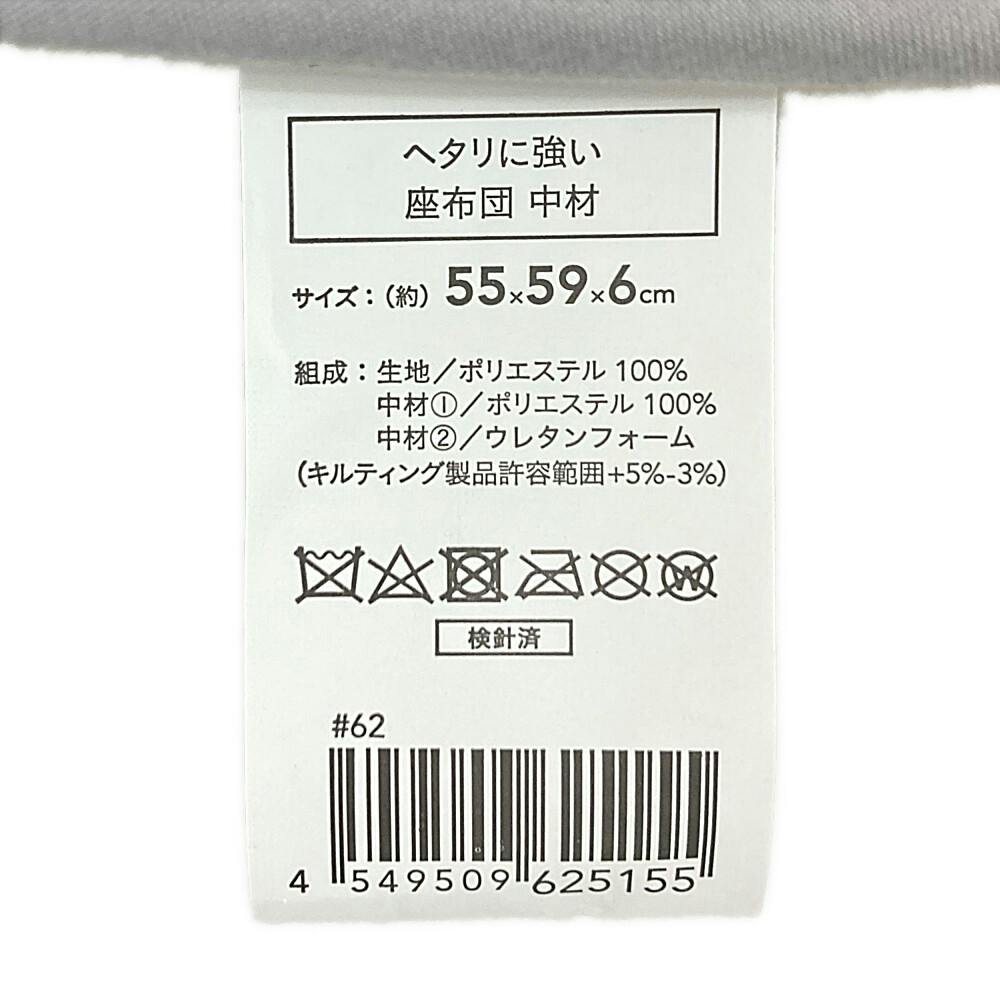 ヘタリに強い
座布団 中材
サイズ：（約）55×59×6cm
組成：生地／ポリエステル 100%
中材①／ポリエステル 100%
中材②／ウレタンフォーム
（キルティング製品許容範囲+5%-3%）
W
検針済
#62
4 549509 625155